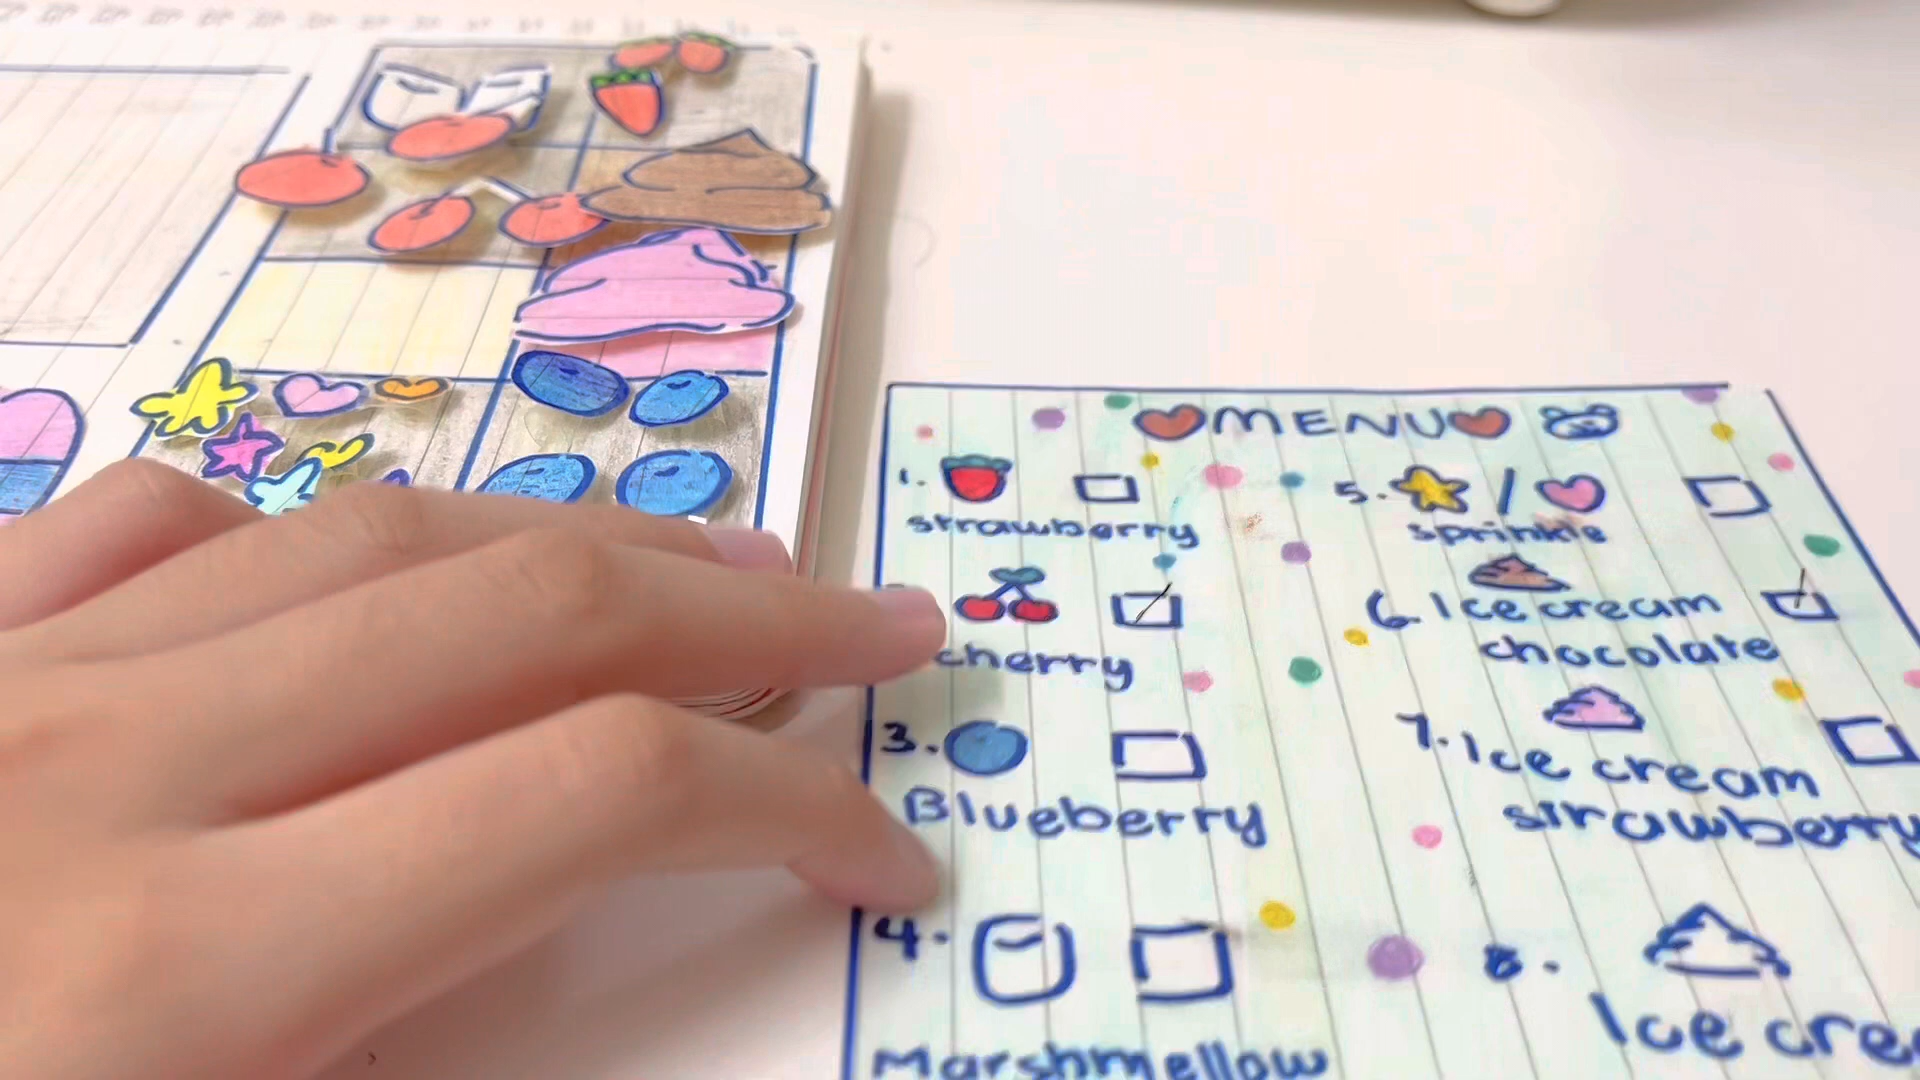 MENU
1.
strawberry
cherry
3.
Blueberry
4.
Marshmellow
5. /
sprinkle
6. Ice cream
chocolate
7. Ice cream
strawberry
8.
Ice cre